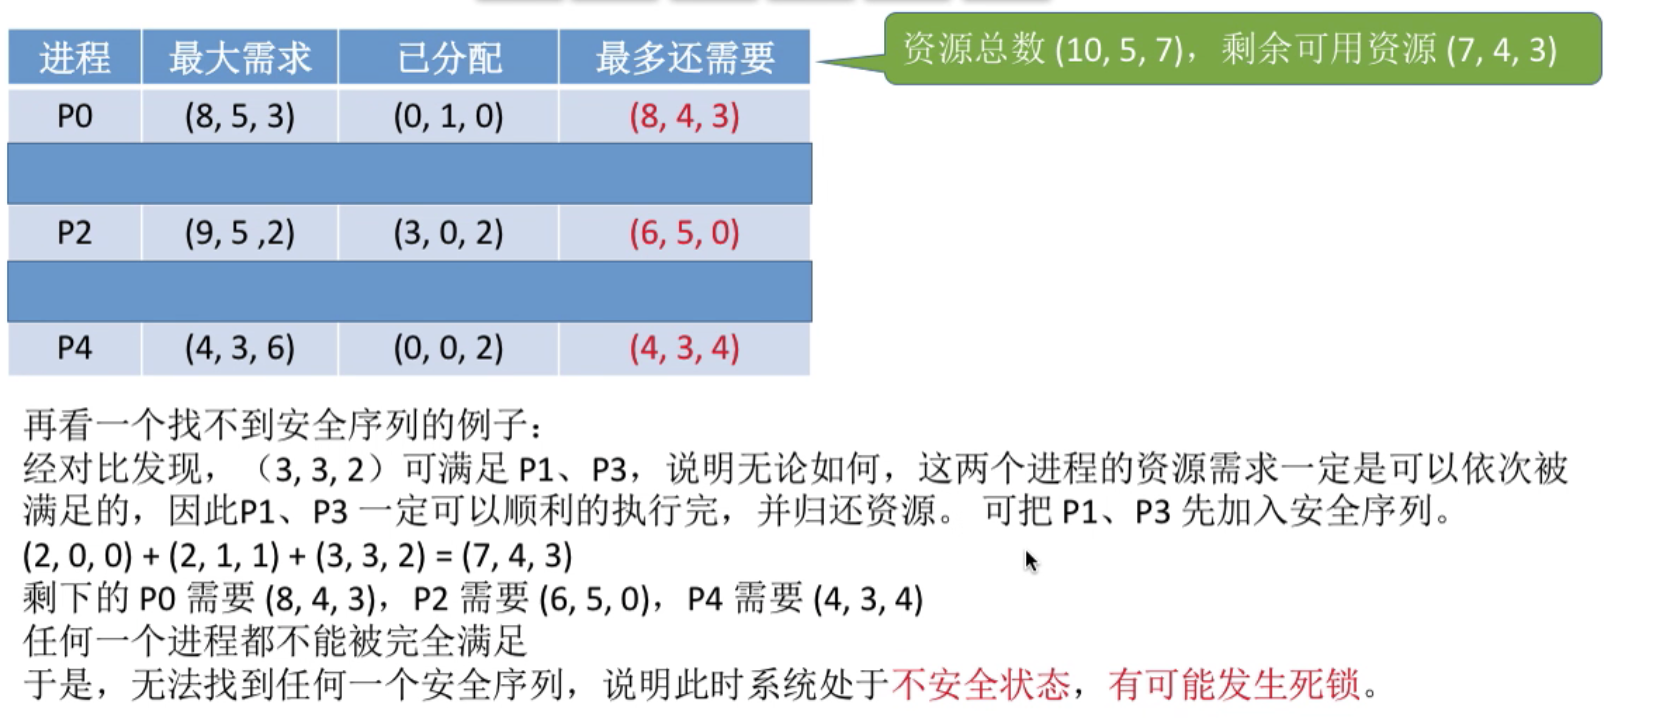 进程 最大需求 已分配 最多还需要
资源总数 (10, 5, 7)，剩余可用资源 (7, 4, 3)
P0 (8, 5, 3) (0, 1, 0) (8, 4, 3)
P2 (9, 5 ,2) (3, 0, 2) (6, 5, 0)
P4 (4, 3, 6) (0, 0, 2) (4, 3, 4)
再看一个找不到安全序列的例子：
经对比发现，（3, 3, 2）可满足 P1、P3，说明无论如何，这两个进程的资源需求一定是可以依次被
满足的，因此P1、P3 一定可以顺利的执行完，并归还资源。 可把 P1、P3 先加入安全序列。
(2, 0, 0) + (2, 1, 1) + (3, 3, 2) = (7, 4, 3)
剩下的 P0 需要 (8, 4, 3)，P2 需要 (6, 5, 0)，P4 需要 (4, 3, 4)
任何一个进程都不能被完全满足
于是，无法找到任何一个安全序列，说明此时系统处于不安全状态，有可能发生死锁。